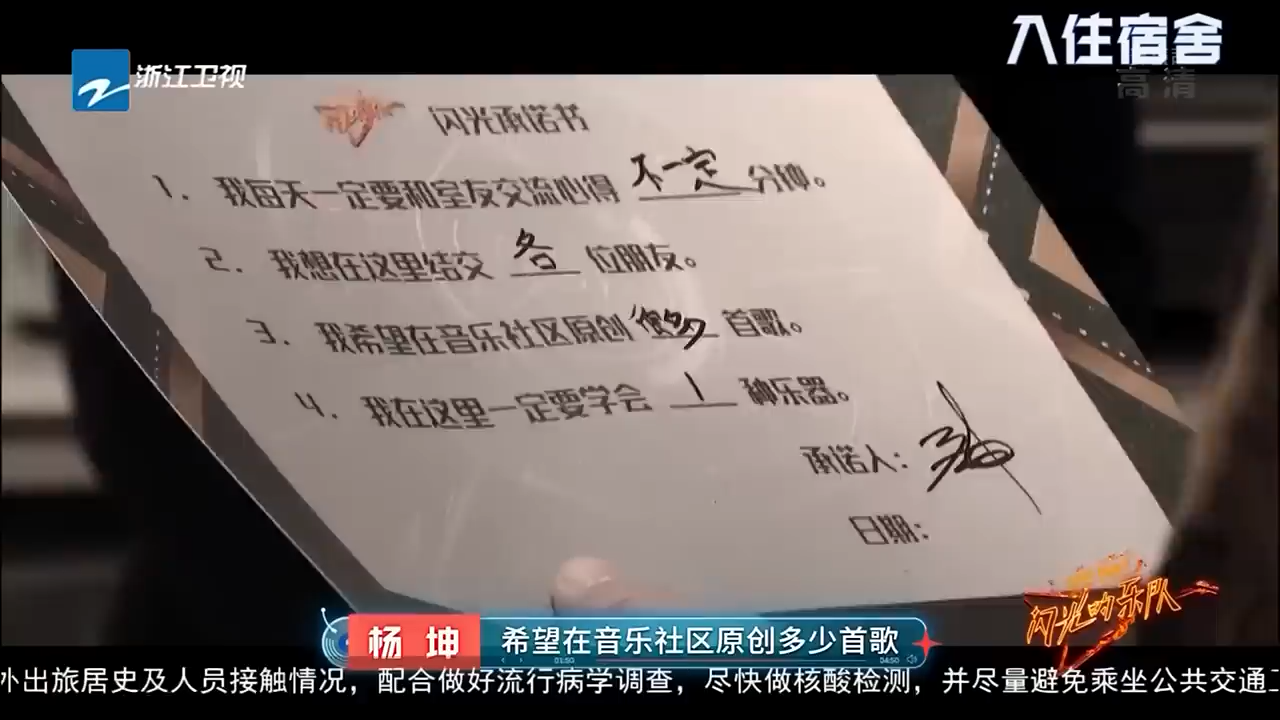 入住宿舍
浙江卫视
高清
闪光承诺书
1. 我每天一定要和室友交流心得 不一定 分钟。
2. 我想在这里结交 各 位朋友。
3. 我希望在音乐社区原创 很多 首歌。
4. 我在这里一定要学会 1 种乐器。
承诺人：
日期：
闪光的乐队
杨坤 希望在音乐社区原创多少首歌
01:50 04:50
外出旅居史及人员接触情况，配合做好流行病学调查，尽快做核酸检测，并尽量避免乘坐公共交通工